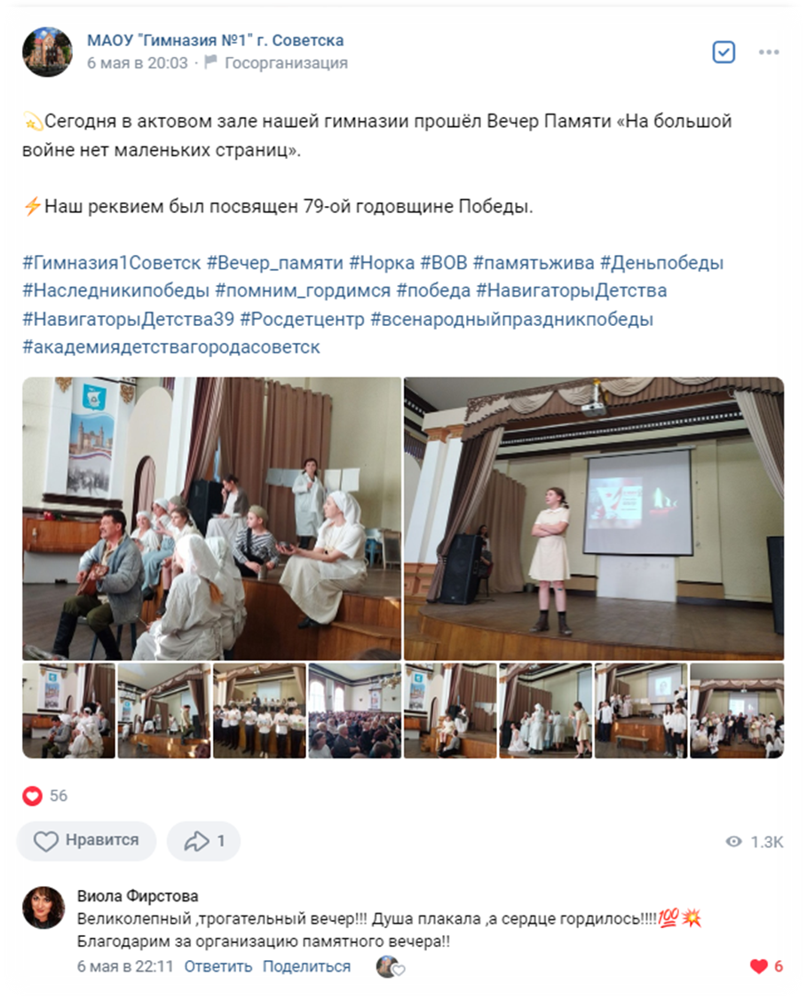 МАОУ "Гимназия №1" г. Советска
6 мая в 20:03 · Госорганизация
💫Сегодня в актовом зале нашей гимназии прошёл Вечер Памяти «На большой
войне нет маленьких страниц».
⚡Наш реквием был посвящен 79-ой годовщине Победы.
#Гимназия1Советск #Вечер_памяти #Норка #ВОВ #памятьжива #Деньпобеды
#Наследникипобеды #помним_гордимся #победа #НавигаторыДетства
#НавигаторыДетства39 #Росдетцентр #всенародныйпраздникпобеды
#академиядетствагородасоветск
56
Нравится 1 1.3K
Виола Фирстова
Великолепный ,трогательный вечер!!! Душа плакала ,а сердце гордилось!!!!💯💥
Благодарим за организацию памятного вечера!!
6 мая в 22:11 Ответить Поделиться 6